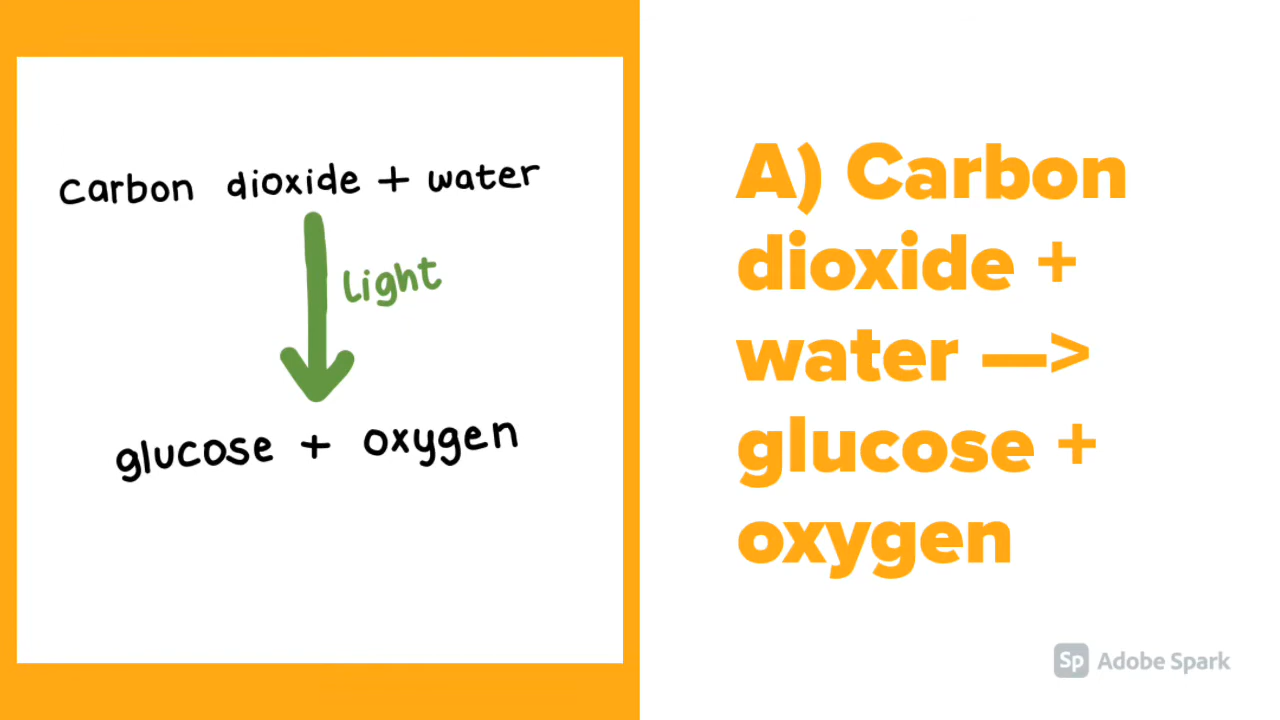 Carbon dioxide + water
Light
glucose + oxygen
A) Carbon
dioxide +
water —>
glucose +
oxygen
Sp Adobe Spark